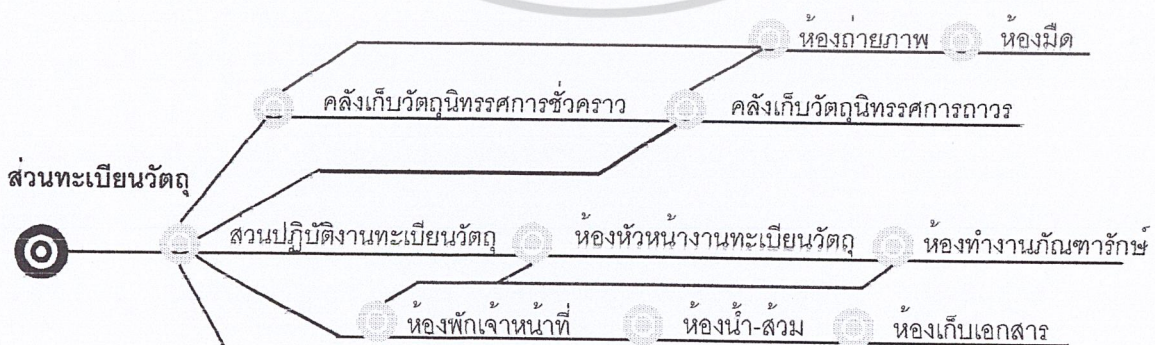 ห้องถ่ายภาพ ห้องมืด
คลังเก็บวัตถุนิทรรศการชั่วคราว คลังเก็บวัตถุนิทรรศการถาวร
ส่วนทะเบียนวัตถุ
สวนปฏิบัติงานทะเบียนวัตถุ ห้องหัวหน้างานทะเบียนวัตถุ ห้องทำงานภัณฑารักษ์
ห้องพักเจ้าหน้าที่ ห้องน้ำ-ส้วม ห้องเก็บเอกสาร